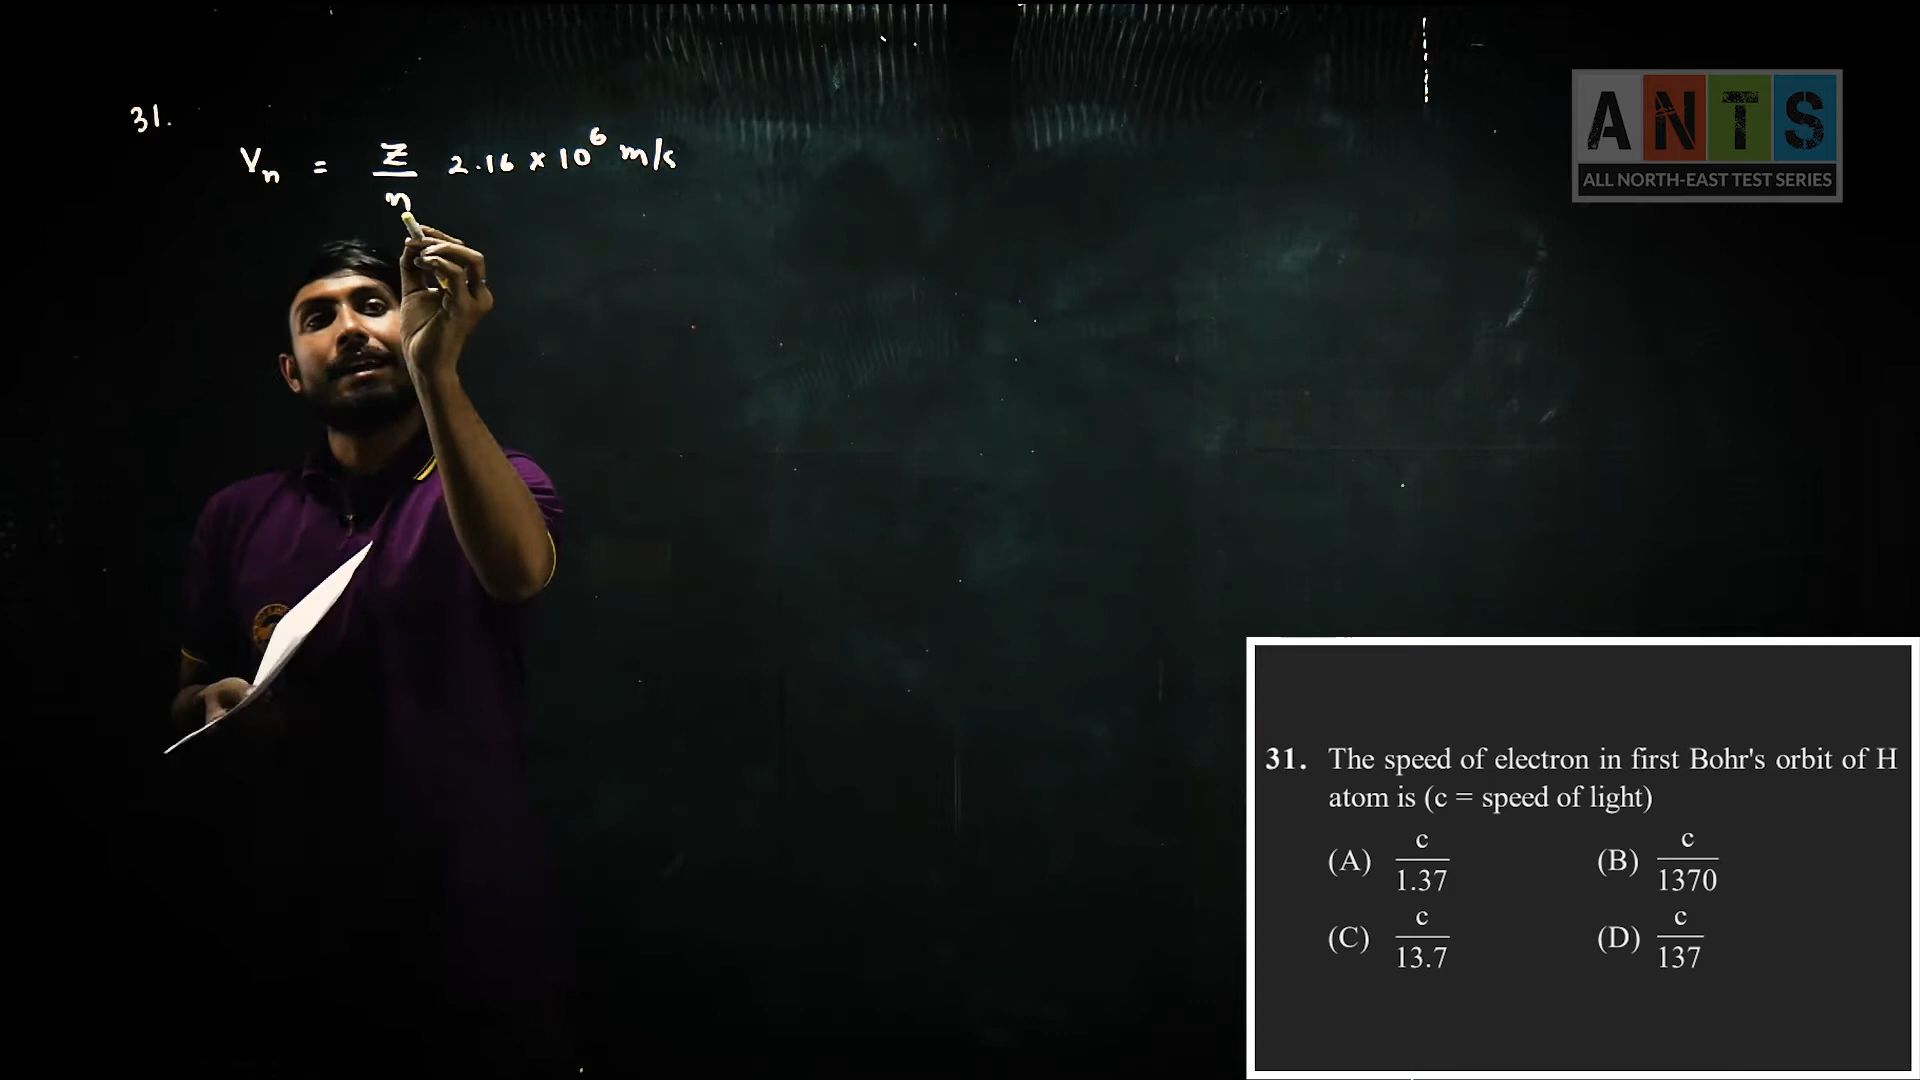 31.
Vn = Z/n 2.16 × 10^6 m/s
ANTS
ALL NORTH-EAST TEST SERIES
31. The speed of electron in first Bohr's orbit of H
atom is (c = speed of light)
(A) c/1.37 (B) c/1370
(C) c/13.7 (D) c/137